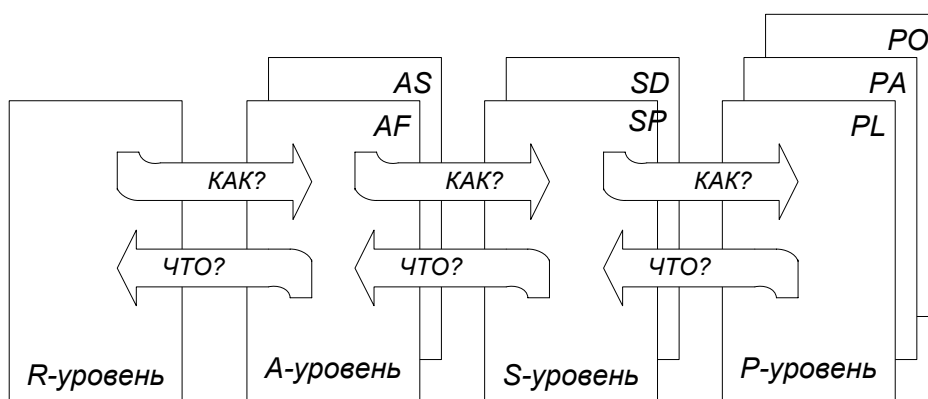 PO
AS
SD
PA
AF
SP
PL
КАК?
КАК?
КАК?
ЧТО?
ЧТО?
ЧТО?
R-уровень
A-уровень
S-уровень
P-уровень